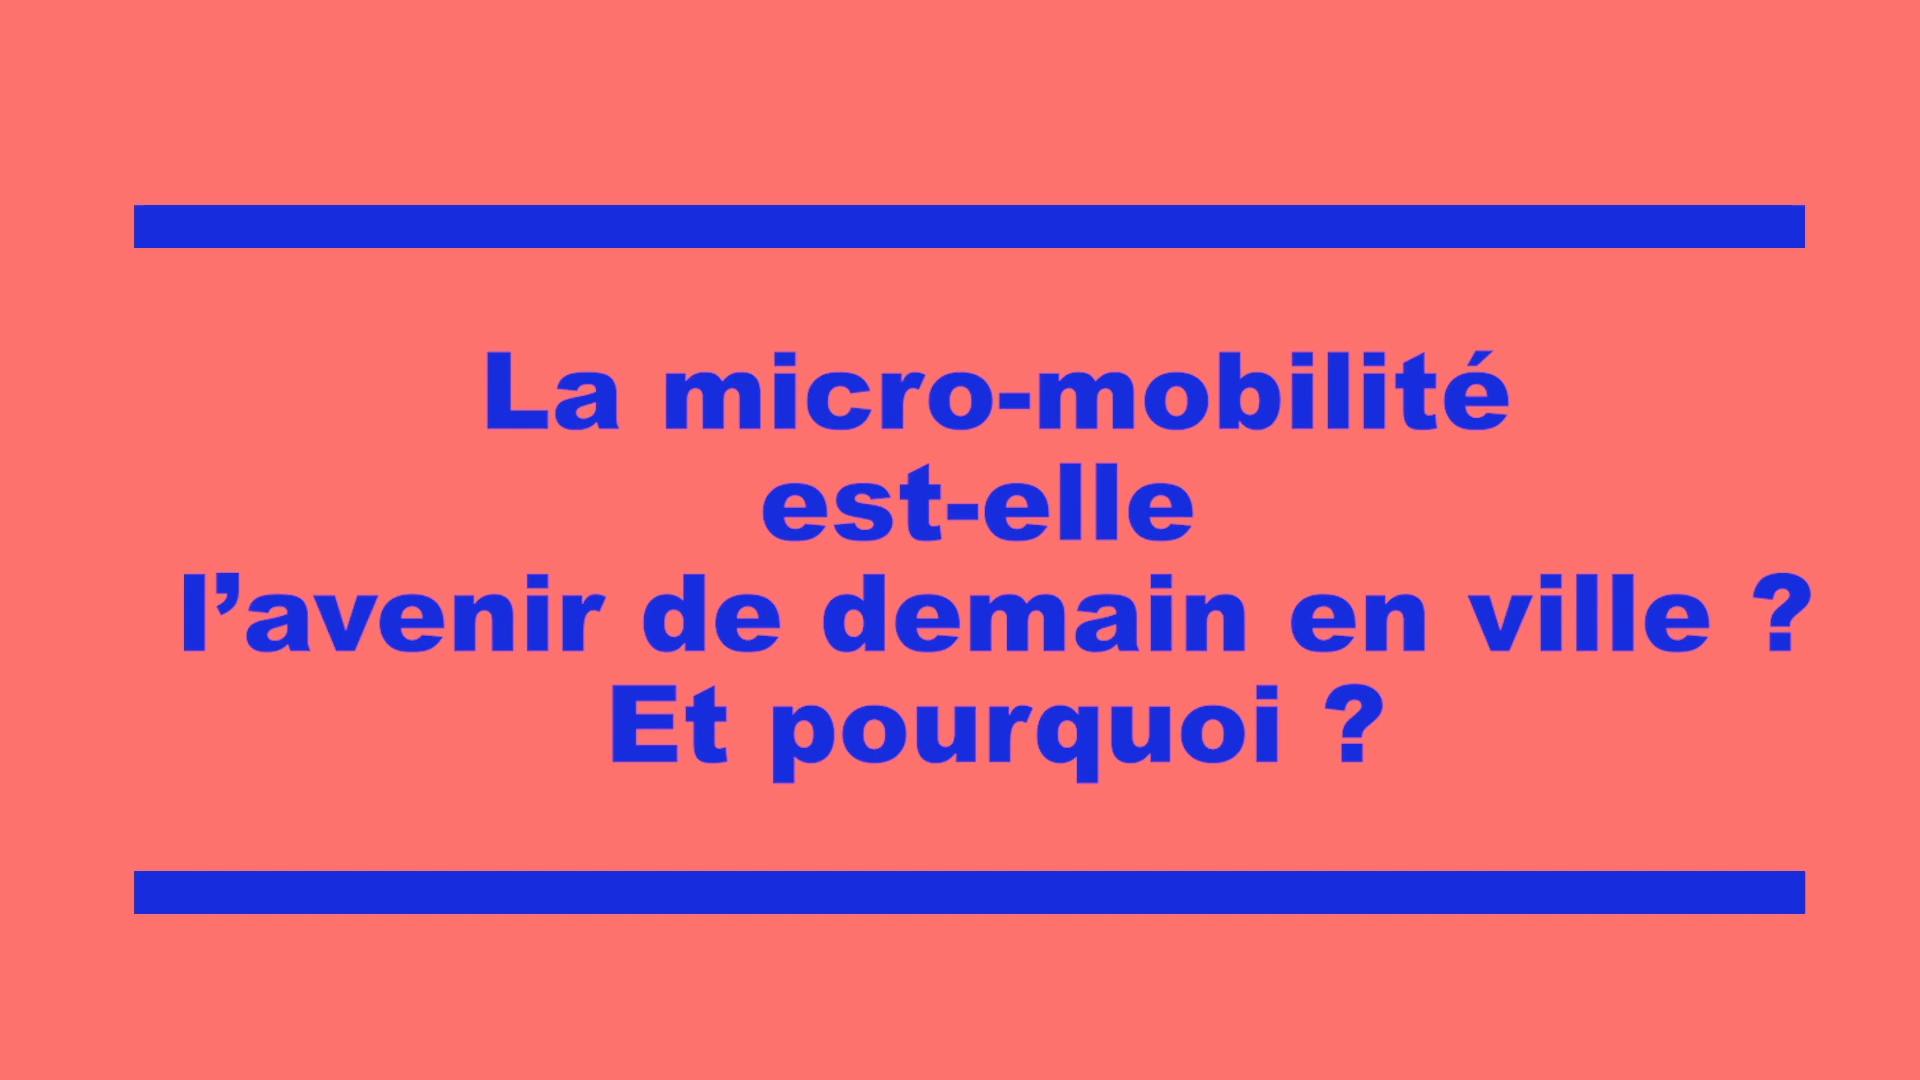 La micro-mobilité
est-elle
l’avenir de demain en ville ?
Et pourquoi ?